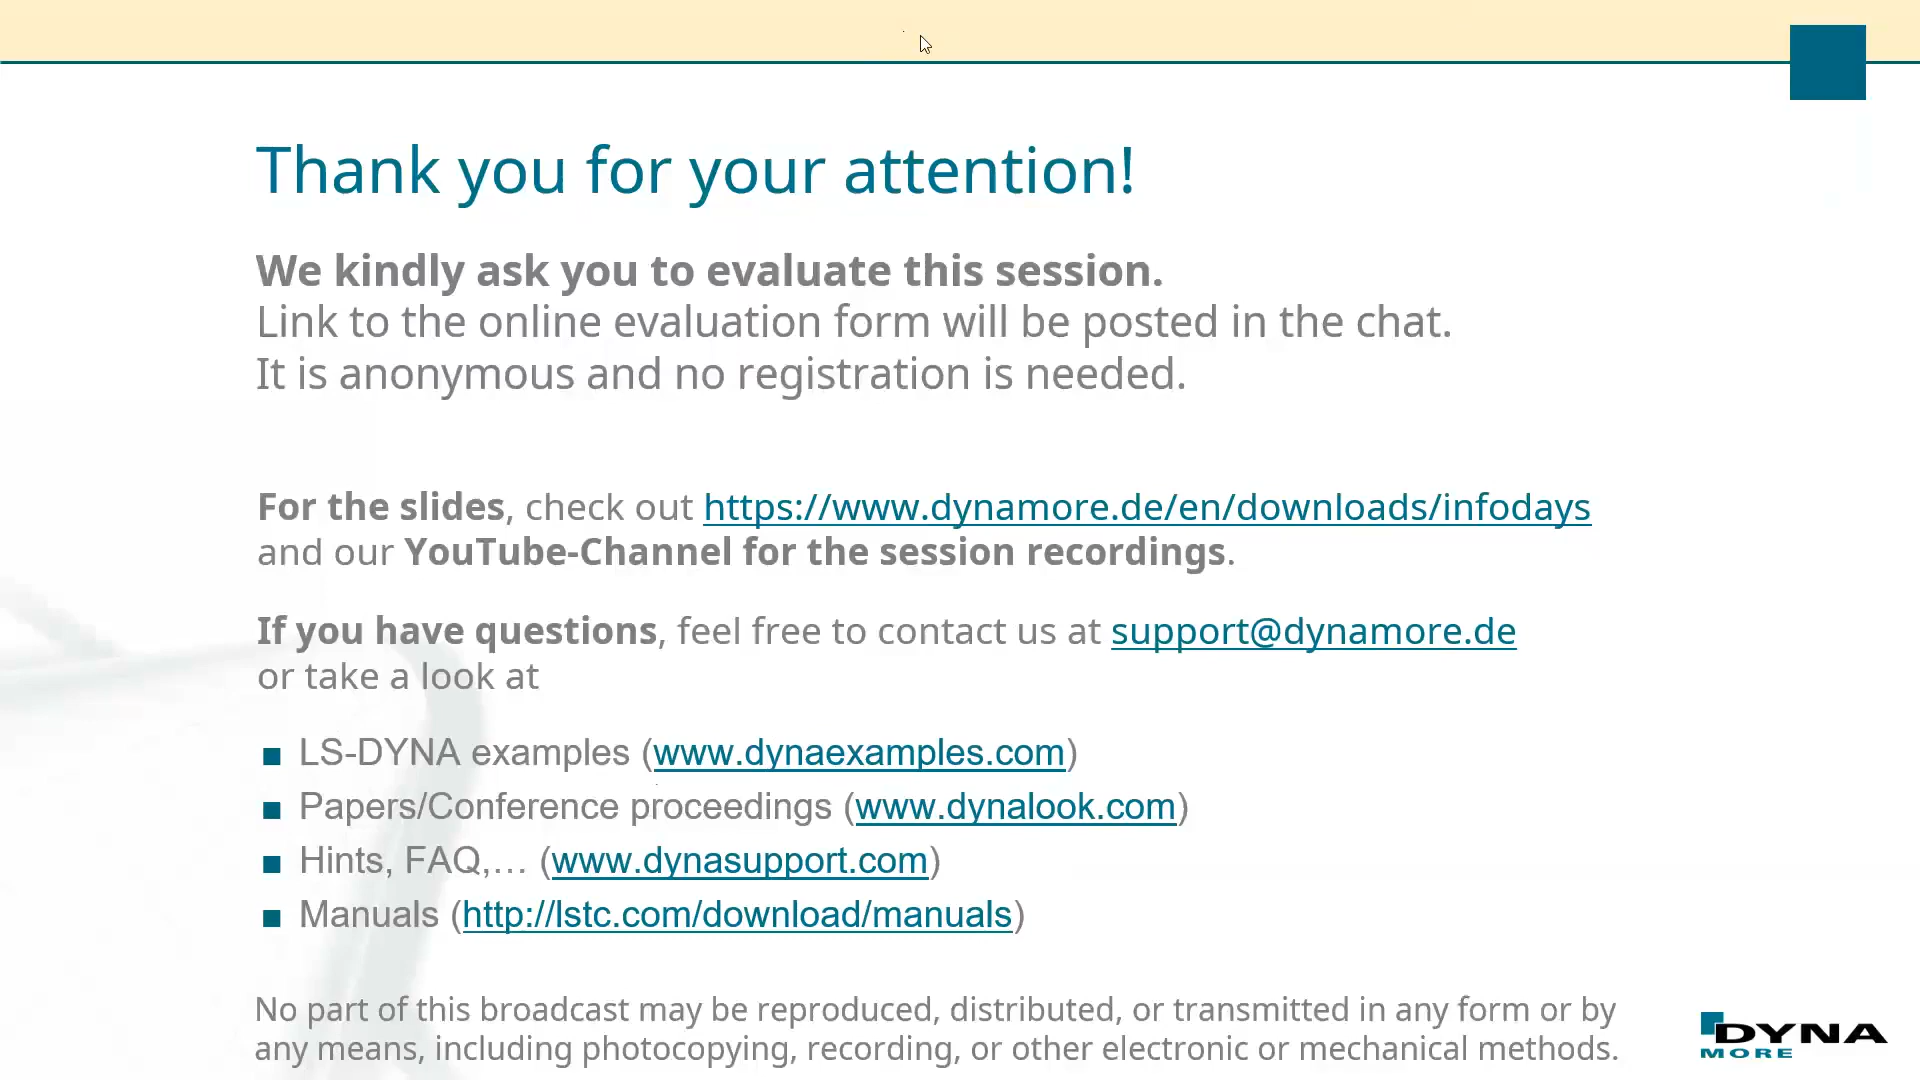 Thank you for your attention!
We kindly ask you to evaluate this session.
Link to the online evaluation form will be posted in the chat.
It is anonymous and no registration is needed.
For the slides, check out https://www.dynamore.de/en/downloads/infodays
and our YouTube-Channel for the session recordings.
If you have questions, feel free to contact us at support@dynamore.de
or take a look at
■ LS-DYNA examples (www.dynaexamples.com)
■ Papers/Conference proceedings (www.dynalook.com)
■ Hints, FAQ,… (www.dynasupport.com)
■ Manuals (http://lstc.com/download/manuals)
No part of this broadcast may be reproduced, distributed, or transmitted in any form or by
any means, including photocopying, recording, or other electronic or mechanical methods.
DYNA
MORE